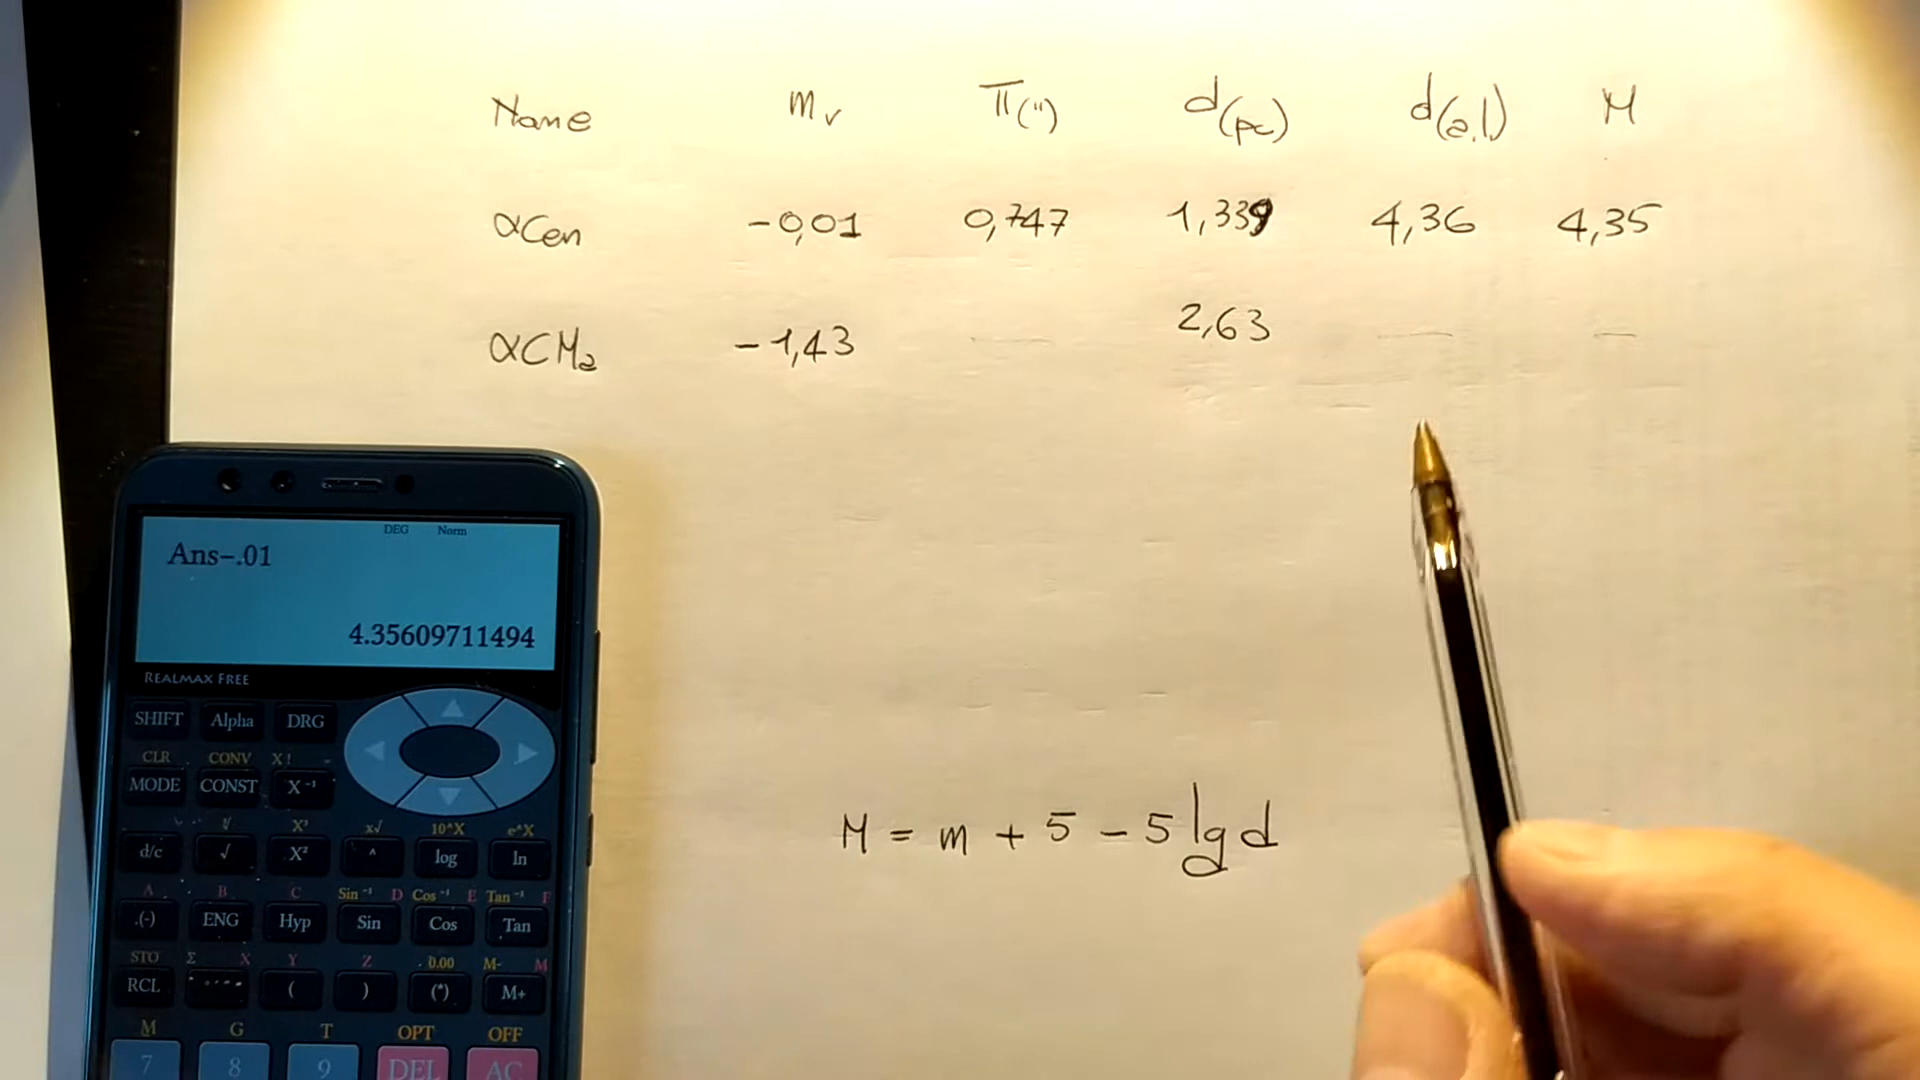 Name mv π(") d(pc) d(a.l.) M
αCen -0,01 0,747 1,339 4,36 4,35
αCMa -1,43 — 2,63 — —
M = m + 5 - 5 lg d
DEG Norm
Ans-.01
4.35609711494
REALMAX FREE
SHIFT Alpha DRG
CLR CONV X!
MODE CONST X⁻¹
X³ x√ 10^X e^X
d/c √ X² ^ log ln
A B C Sin⁻¹ D Cos⁻¹ E Tan⁻¹ F
.(-) ENG Hyp Sin Cos Tan
STO Σ X Y Z 0.00 M- M
RCL ( ) (*) M+
M G T OPT OFF
7 8 9 DEL AC